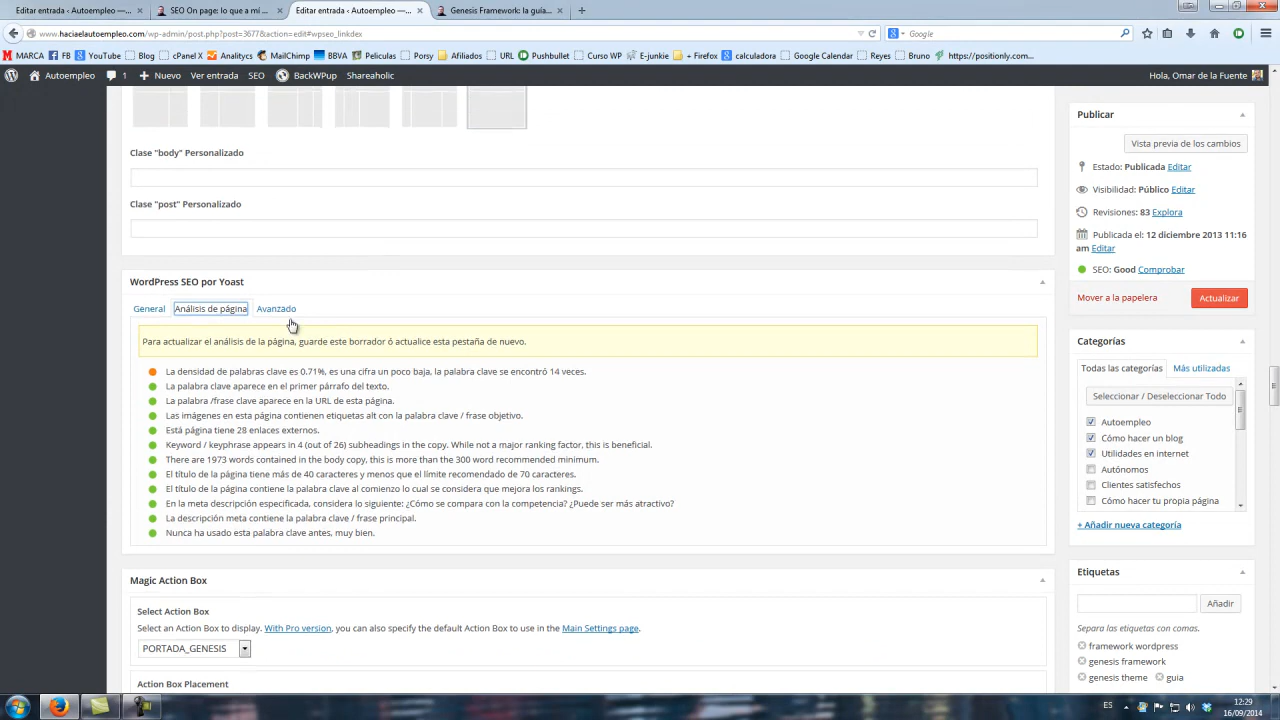 Editar entrada ‹ Autoempleo —...
SEO On page: lo que a mí ...
Editar entrada ‹ Autoempleo —...
Genesis Framework: la guía...
www.haciaelautoempleo.com/wp-admin/post.php?post=3677&action=edit#wpseo_linkdex
Google
MARCA FB YouTube Blog cPanel X Analitycs MailChimp BBVA Peliculas Porsy Afiliados URL Pushbullet Curso WP E-junkie + Firefox calculadora Google Calendar Reyes Bruno https://positionly.com...
Autoempleo 1 Nuevo Ver entrada SEO BackWPup Shareaholic Hola, Omar de la Fuente
Clase "body" Personalizado
Clase "post" Personalizado
WordPress SEO por Yoast
General Análisis de página Avanzado
Para actualizar el análisis de la página, guarde este borrador ó actualice esta pestaña de nuevo.
La densidad de palabras clave es 0.71%, es una cifra un poco baja, la palabra clave se encontró 14 veces.
La palabra clave aparece en el primer párrafo del texto.
La palabra /frase clave aparece en la URL de esta página.
Las imágenes en esta página contienen etiquetas alt con la palabra clave / frase objetivo.
Está página tiene 28 enlaces externos.
Keyword / keyphrase appears in 4 (out of 26) subheadings in the copy. While not a major ranking factor, this is beneficial.
There are 1973 words contained in the body copy, this is more than the 300 word recommended minimum.
El título de la página tiene más de 40 caracteres y menos que el límite recomendado de 70 caracteres.
El título de la página contiene la palabra clave al comienzo lo cual se considera que mejora los rankings.
En la meta descripción especificada, considera lo siguiente: ¿Cómo se compara con la competencia? ¿Puede ser más atractivo?
La descripción meta contiene la palabra clave / frase principal.
Nunca ha usado esta palabra clave antes, muy bien.
Magic Action Box
Select Action Box
Select an Action Box to display. With Pro version, you can also specify the default Action Box to use in the Main Settings page.
PORTADA_GENESIS
Action Box Placement
Publicar
Vista previa de los cambios
Estado: Publicada Editar
Visibilidad: Público Editar
Revisiones: 83 Explora
Publicada el: 12 diciembre 2013 11:16
am Editar
SEO: Good Comprobar
Mover a la papelera Actualizar
Categorías
Todas las categorías Más utilizadas
Seleccionar / Deseleccionar Todo
Autoempleo
Cómo hacer un blog
Utilidades en internet
Autónomos
Clientes satisfechos
Cómo hacer tu propia página
+ Añadir nueva categoría
Etiquetas
Añadir
Separa las etiquetas con comas.
framework wordpress
genesis framework
genesis theme guia
ES
12:29
16/09/2014